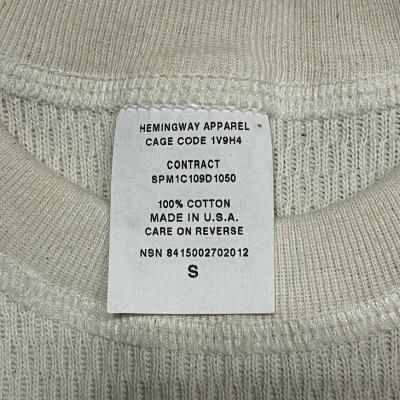 HEMINGWAY APPAREL
CAGE CODE 1V9H4
CONTRACT
SPM1C109D1050
100% COTTON
MADE IN U.S.A.
CARE ON REVERSE
NSN 8415002702012
S